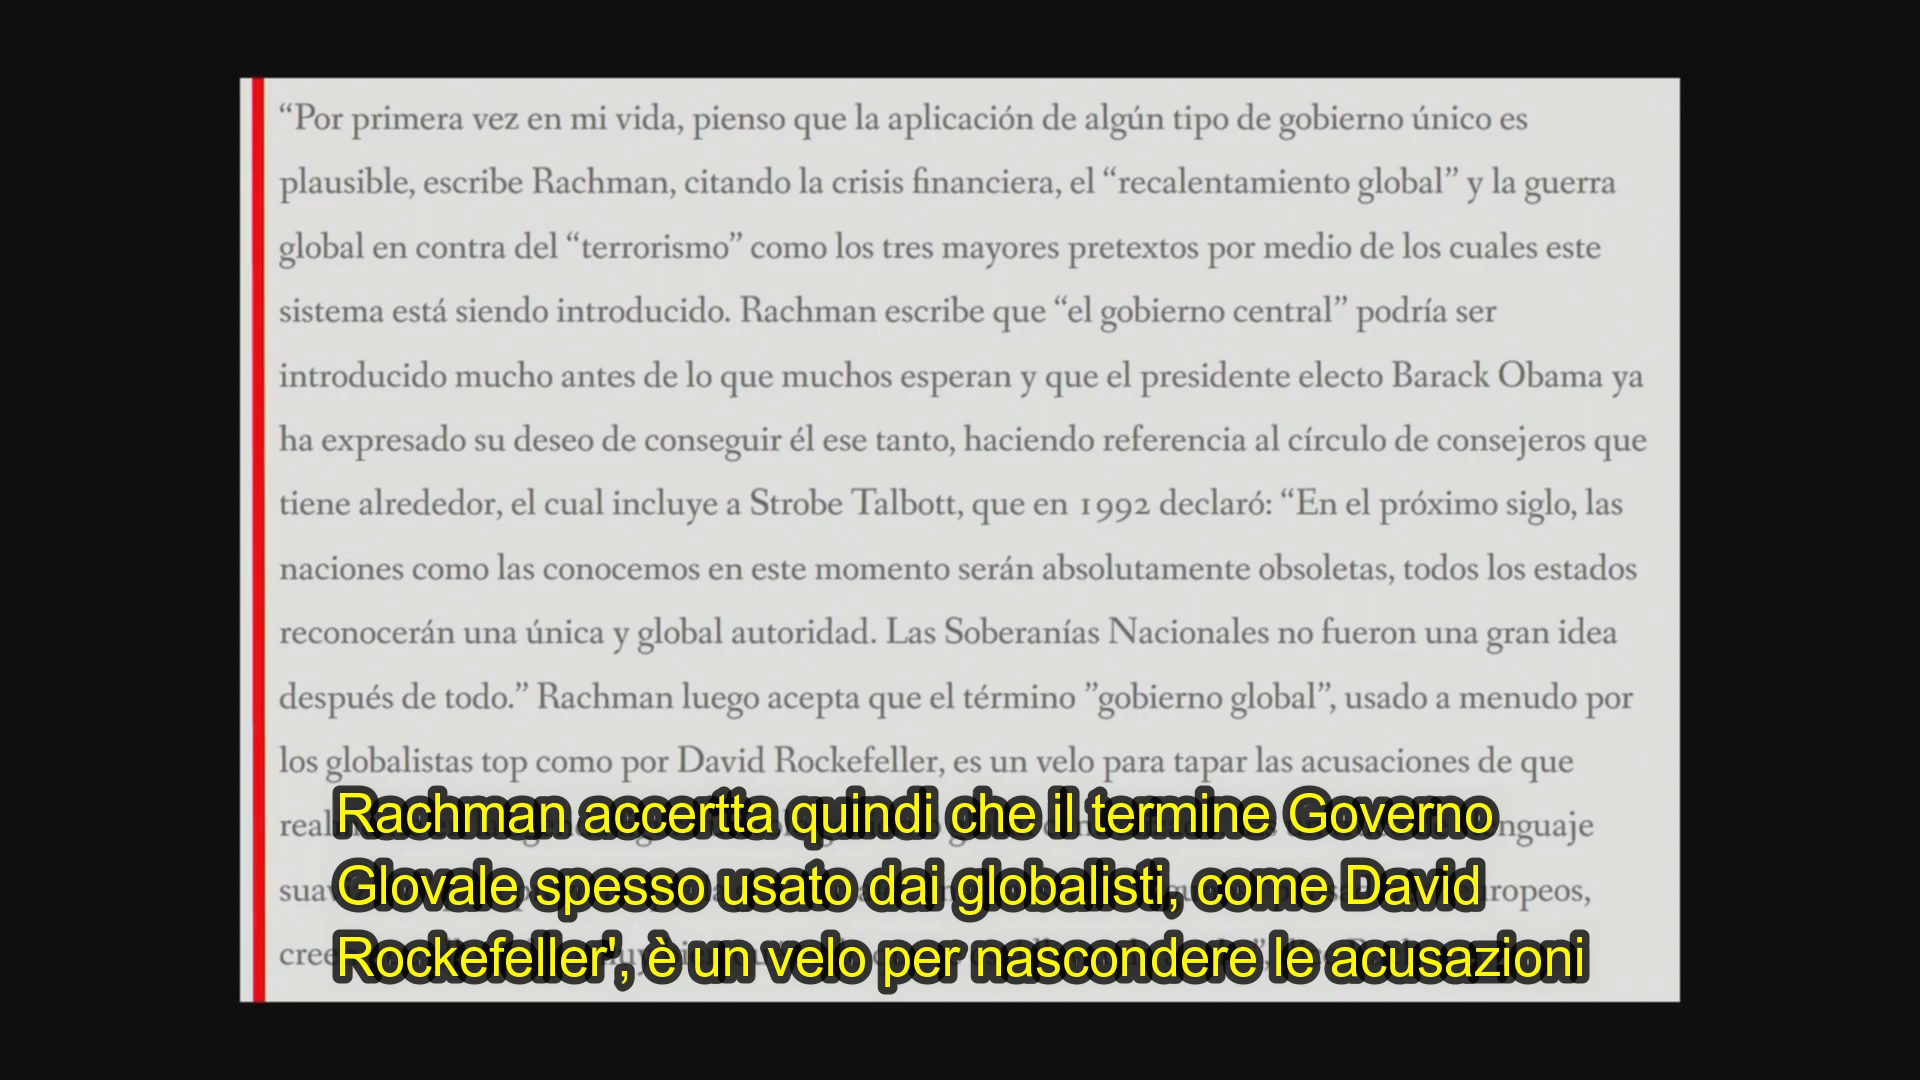 “Por primera vez en mi vida, pienso que la aplicación de algún tipo de gobierno único es
plausible, escribe Rachman, citando la crisis financiera, el “recalentamiento global” y la guerra
global en contra del “terrorismo” como los tres mayores pretextos por medio de los cuales este
sistema está siendo introducido. Rachman escribe que “el gobierno central” podría ser
introducido mucho antes de lo que muchos esperan y que el presidente electo Barack Obama ya
ha expresado su deseo de conseguir él ese tanto, haciendo referencia al círculo de consejeros que
tiene alrededor, el cual incluye a Strobe Talbott, que en 1992 declaró: “En el próximo siglo, las
naciones como las conocemos en este momento serán absolutamente obsoletas, todos los estados
reconocerán una única y global autoridad. Las Soberanías Nacionales no fueron una gran idea
después de todo.” Rachman luego acepta que el término ”gobierno global”, usado a menudo por
los globalistas top como por David Rockefeller, es un velo para tapar las acusaciones de que
Rachman accertta quindi che il termine Governo
Glovale spesso usato dai globalisti, come David
Rockefeller', è un velo per nascondere le acusazioni